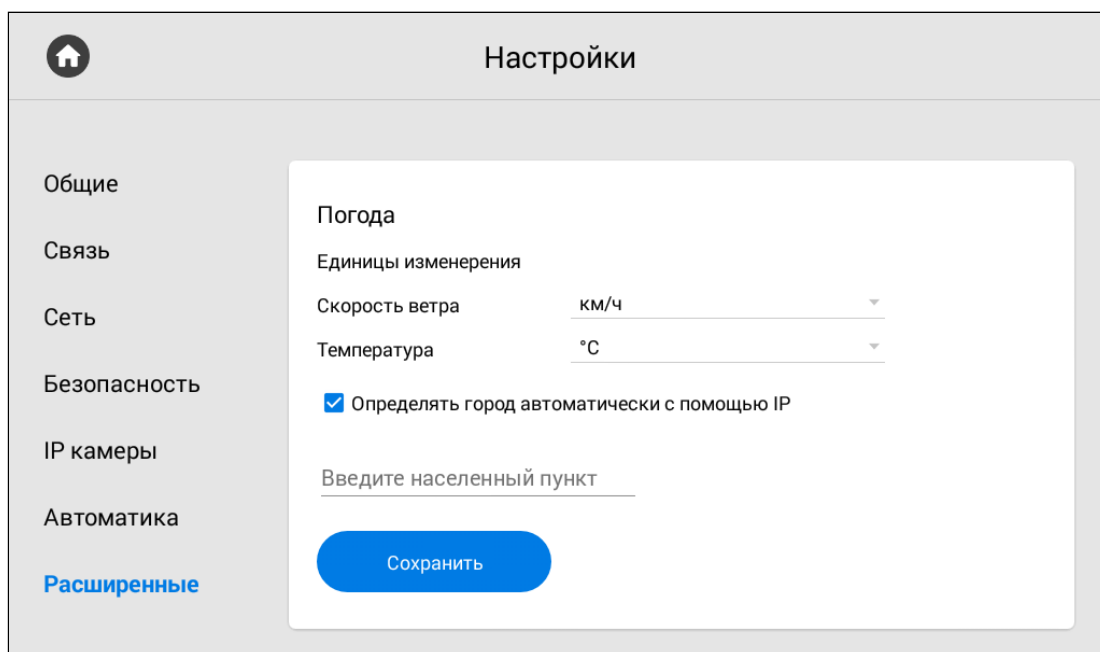 Настройки
Общие
Связь
Сеть
Безопасность
IP камеры
Автоматика
Расширенные
Погода
Единицы изменерения
Скорость ветра км/ч
Температура °C
Определять город автоматически с помощью IP
Введите населенный пункт
Сохранить